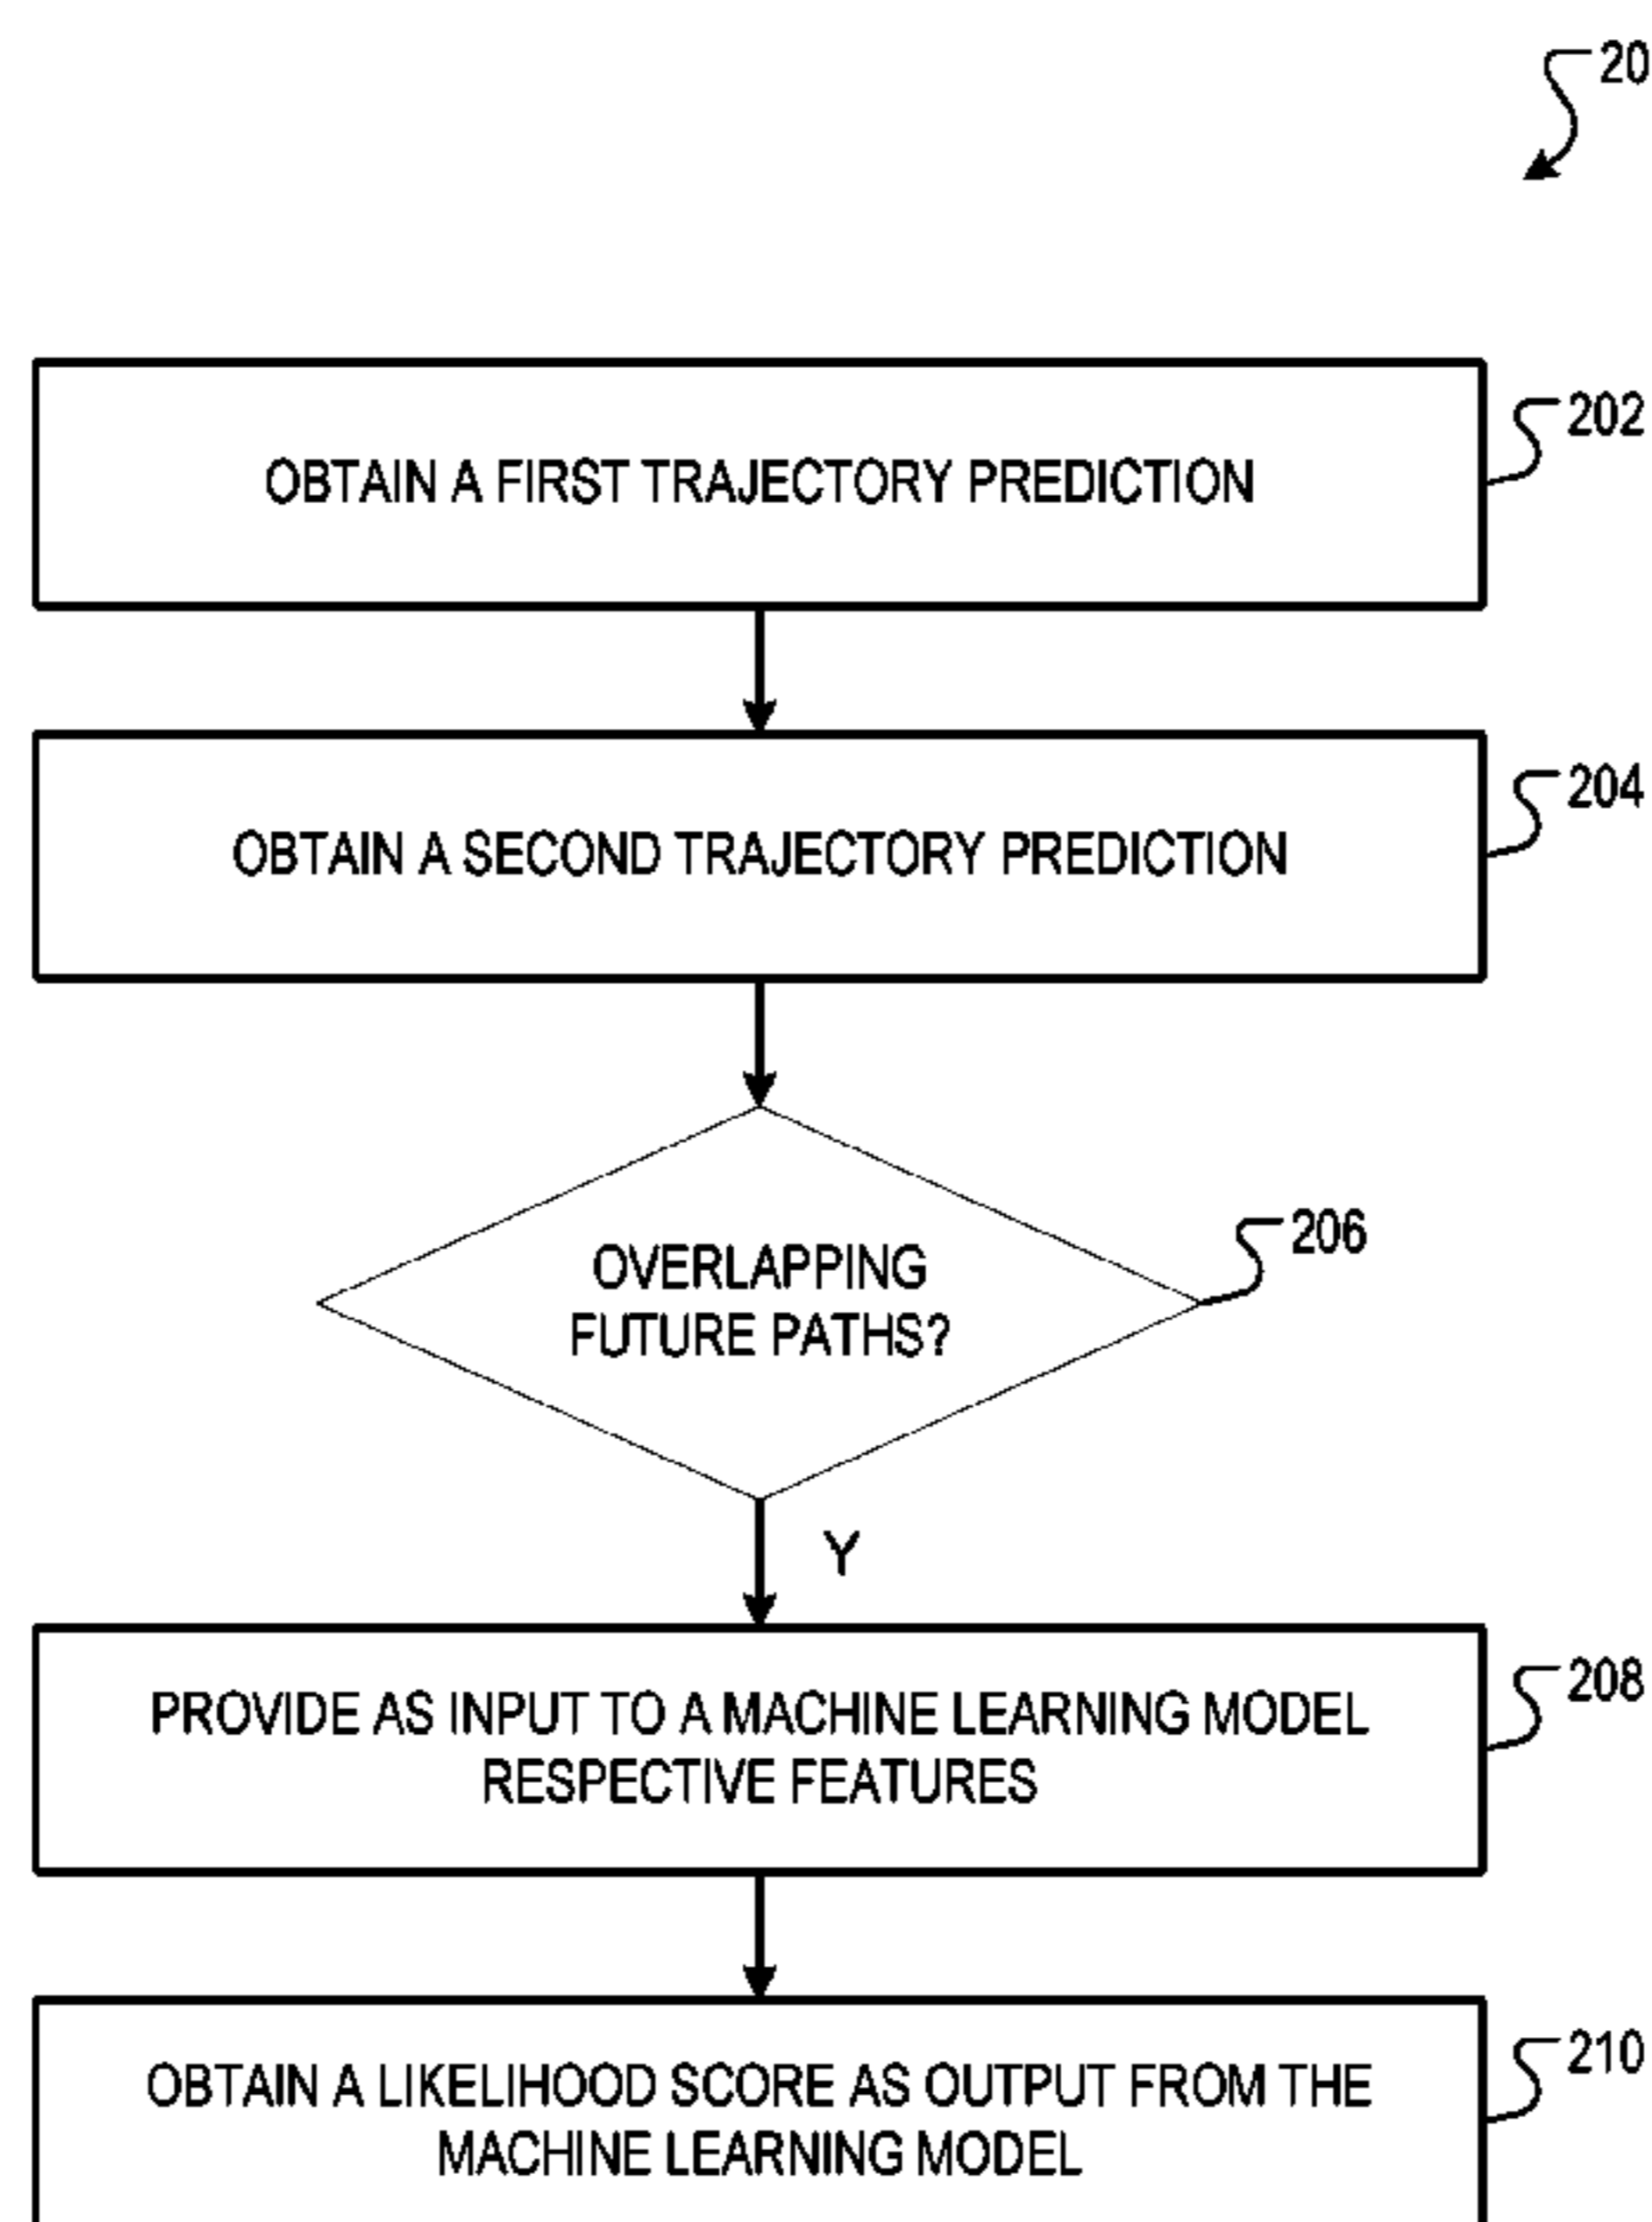 20
OBTAIN A FIRST TRAJECTORY PREDICTION
202
OBTAIN A SECOND TRAJECTORY PREDICTION
204
OVERLAPPING
FUTURE PATHS?
206
Y
PROVIDE AS INPUT TO A MACHINE LEARNING MODEL
RESPECTIVE FEATURES
208
OBTAIN A LIKELIHOOD SCORE AS OUTPUT FROM THE
MACHINE LEARNING MODEL
210